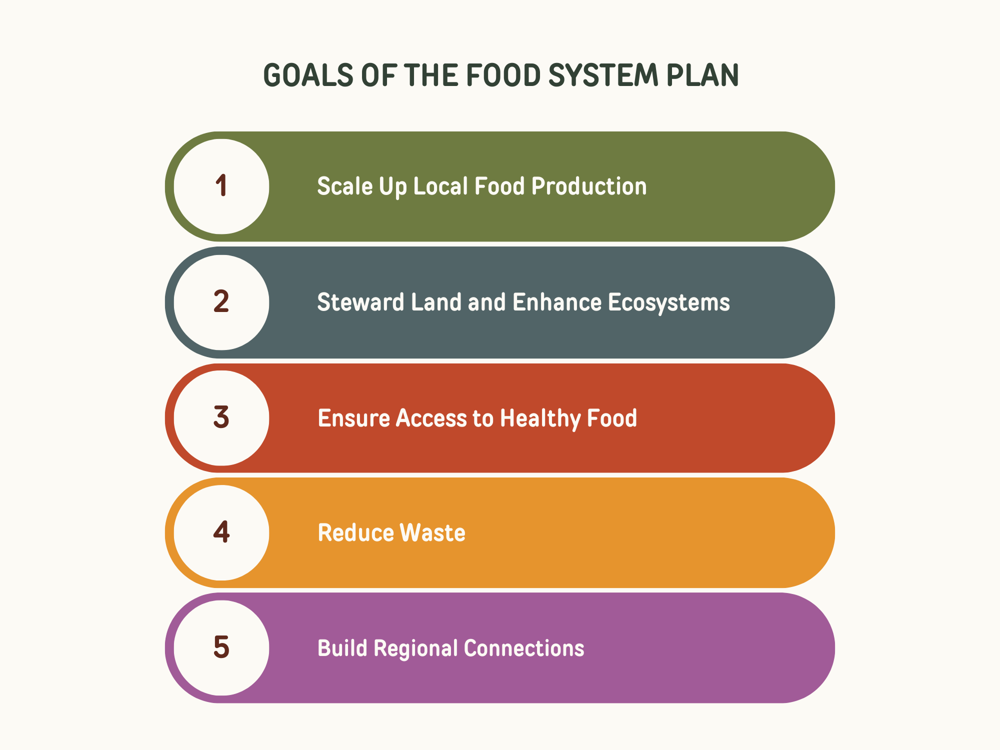 GOALS OF THE FOOD SYSTEM PLAN
1
Scale Up Local Food Production
2
Steward Land and Enhance Ecosystems
3
Ensure Access to Healthy Food
4
Reduce Waste
5
Build Regional Connections